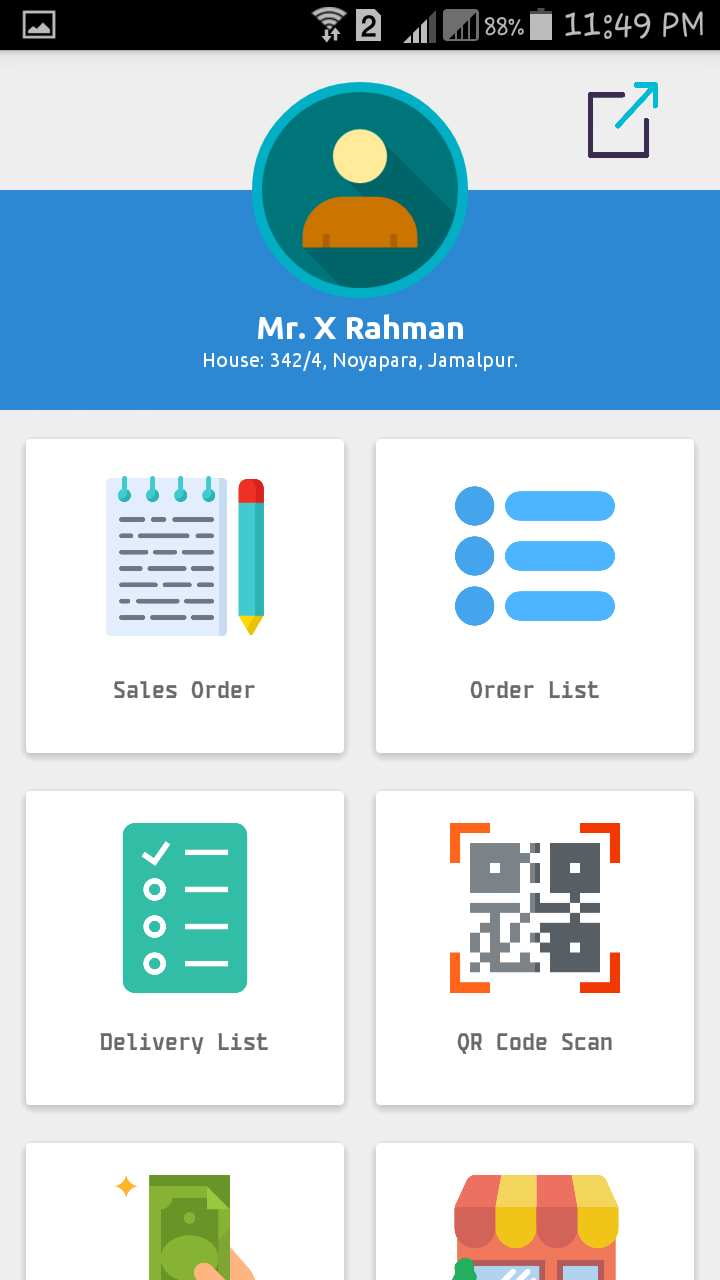 2 88% 11:49 PM
Mr. X Rahman
House: 342/4, Noyapara, Jamalpur.
Sales Order
Order List
Delivery List
QR Code Scan